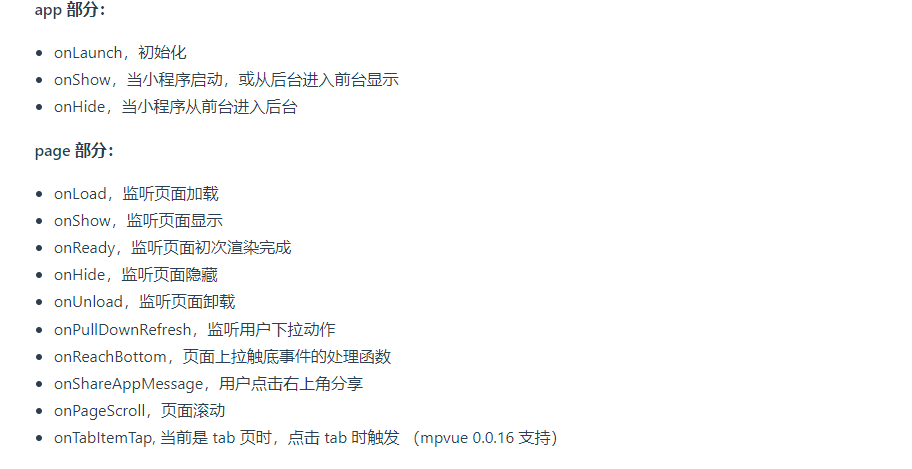 app 部分：
onLaunch，初始化
onShow，当小程序启动，或从后台进入前台显示
onHide，当小程序从前台进入后台
page 部分：
onLoad，监听页面加载
onShow，监听页面显示
onReady，监听页面初次渲染完成
onHide，监听页面隐藏
onUnload，监听页面卸载
onPullDownRefresh，监听用户下拉动作
onReachBottom，页面上拉触底事件的处理函数
onShareAppMessage，用户点击右上角分享
onPageScroll，页面滚动
onTabItemTap, 当前是 tab 页时，点击 tab 时触发 （mpvue 0.0.16 支持）